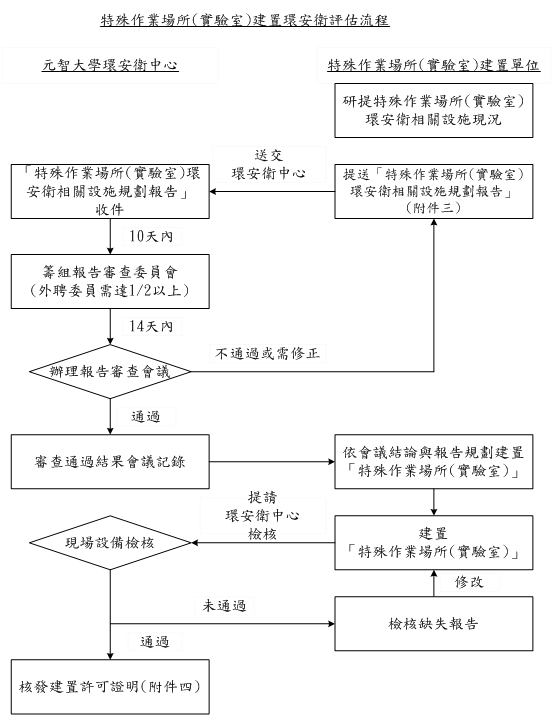 特殊作業場所(實驗室)建置環安衛評估流程
元智大學環安衛中心
特殊作業場所(實驗室)建置單位
研提特殊作業場所(實驗室)
環安衛相關設施現況
送交
環安衛中心
「特殊作業場所(實驗室)環
安衛相關設施規劃報告」
收件
提送「特殊作業場所(實驗室)
環安衛相關設施規劃報告」
(附件三)
10天內
籌組報告審查委員會
(外聘委員需達1/2以上)
14天內
不通過或需修正
辦理報告審查會議
通過
審查通過結果會議記錄
依會議結論與報告規劃建置
「特殊作業場所(實驗室)」
提請
環安衛中心
檢核
現場設備檢核
建置
「特殊作業場所(實驗室)」
修改
未通過
檢核缺失報告
通過
核發建置許可證明(附件四)